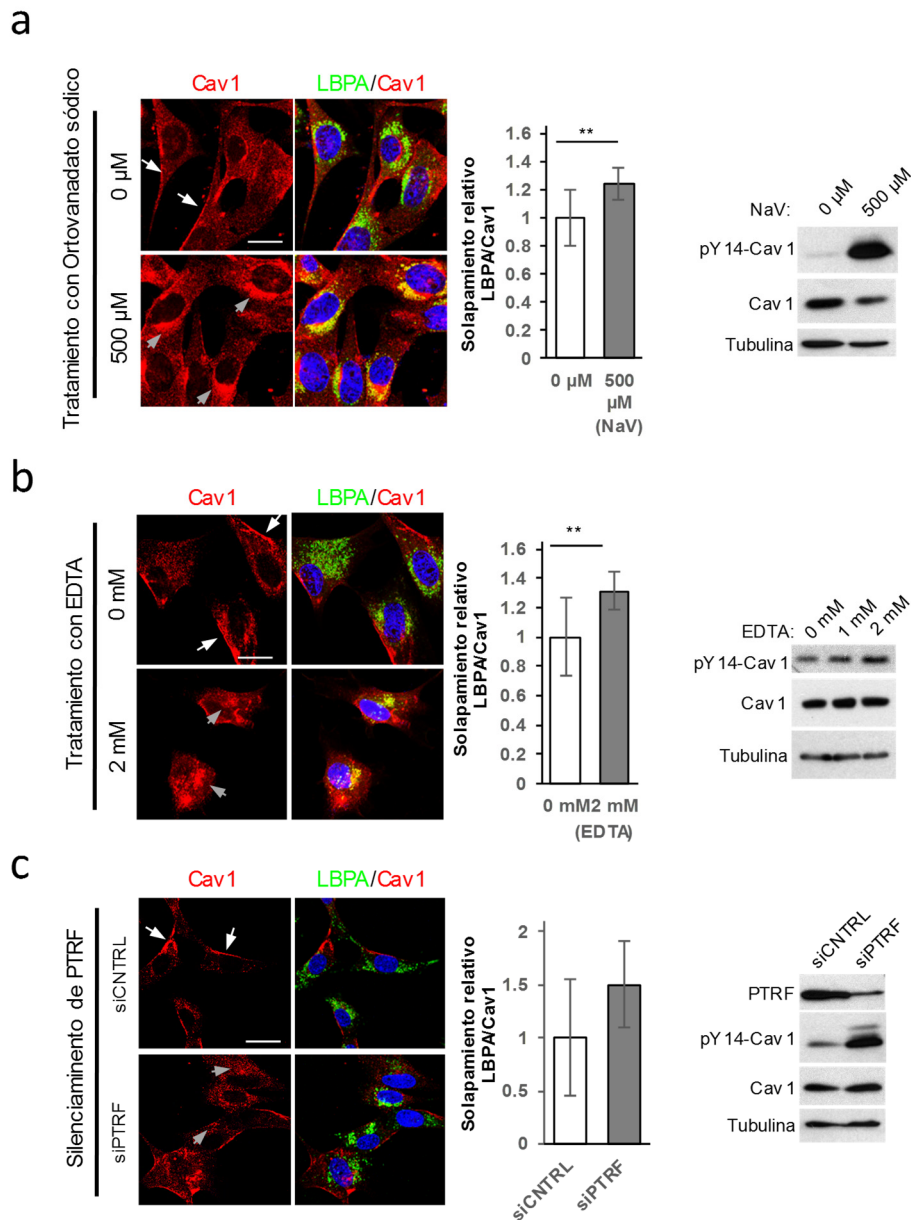 a
Cav1
LBPA/Cav1
Tratamiento con Ortovanadato sódico
0 µM
500 µM
Solapamiento relativo
LBPA/Cav1
1.6
1.4
1.2
1
0.8
0.6
0.4
0.2
0
**
0 µM
500
µM
(NaV)
NaV:
0 µM
500 µM
pY14-Cav1
Cav1
Tubulina
b
Cav1
LBPA/Cav1
Tratamiento con EDTA
0 mM
2 mM
Solapamiento relativo
LBPA/Cav1
1.6
1.4
1.2
1
0.8
0.6
0.4
0.2
0
**
0 mM
2 mM
(EDTA)
EDTA:
0 mM
1 mM
2 mM
pY14-Cav1
Cav1
Tubulina
c
Cav1
LBPA/Cav1
Silenciaminento de PTRF
siCNTRL
siPTRF
Solapamiento relativo
LBPA/Cav1
2
1.5
1
0.5
0
siCNTRL
siPTRF
siCNTRL
siPTRF
PTRF
pY14-Cav1
Cav1
Tubulina